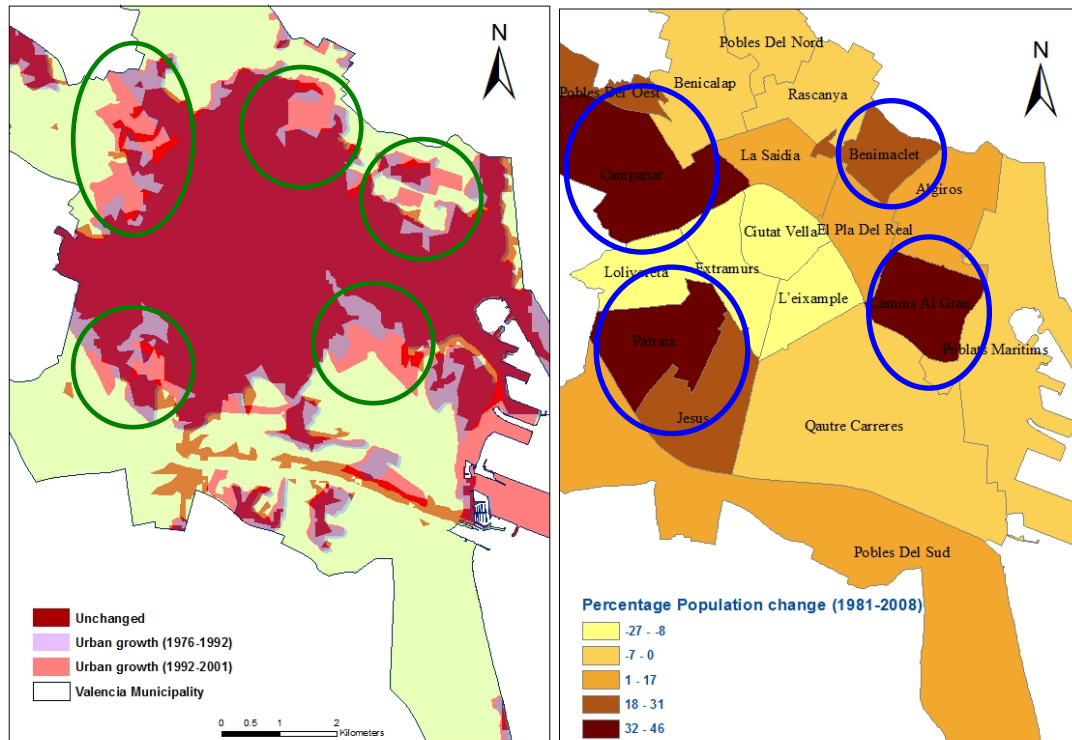 N
Unchanged
Urban growth (1976-1992)
Urban growth (1992-2001)
Valencia Municipality
0 0.5 1 2
Kilometers
N
Pobles Del Nord
Benicalap
Pobles Del Oest
Rascanya
La Saidia
Benimaclet
Campanar
Algiros
Ciutat Vella
El Pla Del Real
Lolivereta
Extramurs
L'eixample
Camins Al Grau
Patraix
Poblats Maritims
Jesus
Qautre Carreres
Pobles Del Sud
Percentage Population change (1981-2008)
-27 - -8
-7 - 0
1 - 17
18 - 31
32 - 46